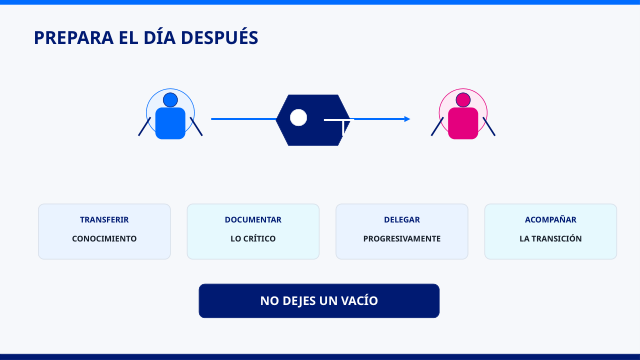 PREPARA EL DÍA DESPUÉS
TRANSFERIR
CONOCIMIENTO
DOCUMENTAR
LO CRÍTICO
DELEGAR
PROGRESIVAMENTE
ACOMPAÑAR
LA TRANSICIÓN
NO DEJES UN VACÍO